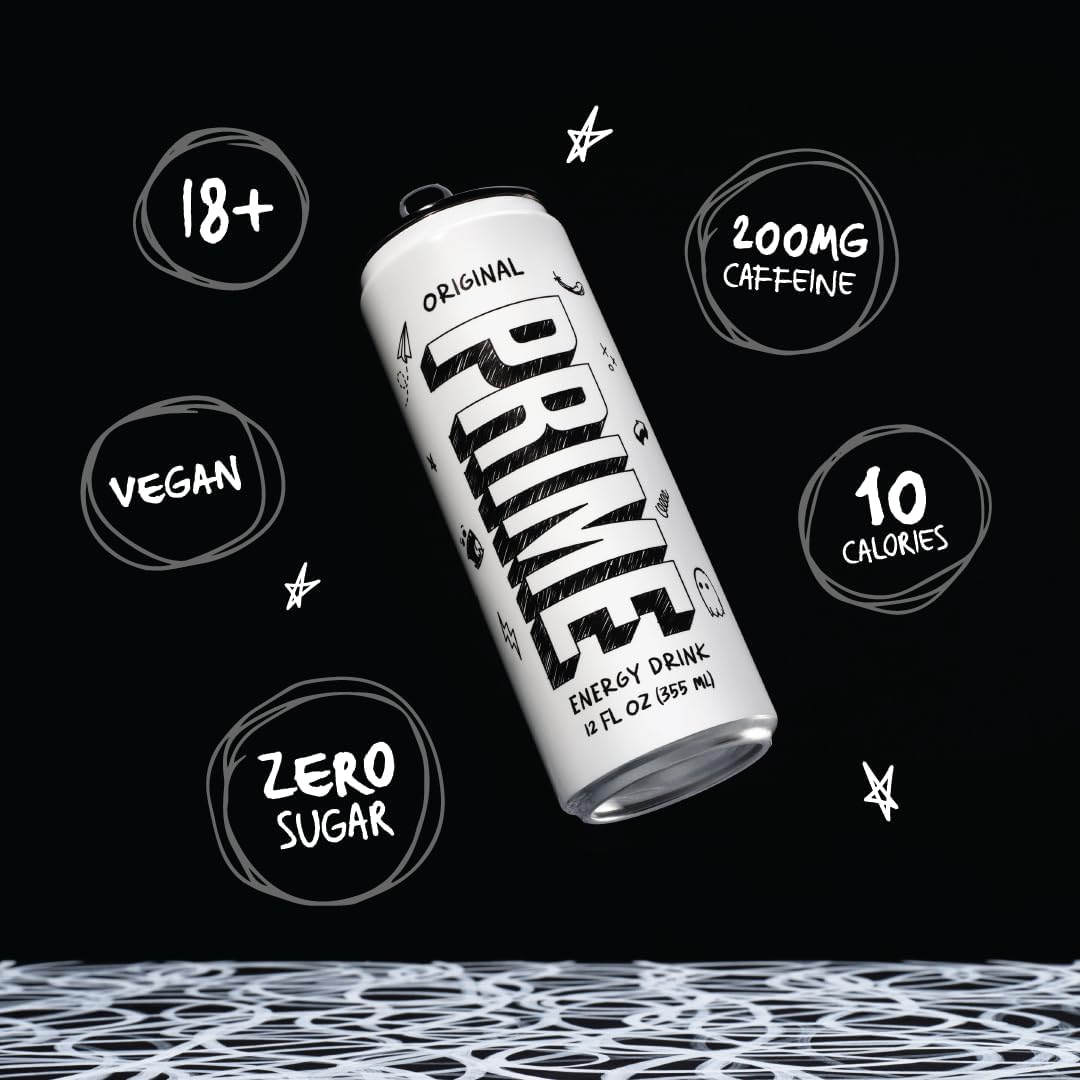 18+
200MG
CAFFEINE
ORIGINAL
PRIME
ENERGY DRINK
12 FL OZ (355 ML)
VEGAN
10
CALORIES
ZERO
SUGAR